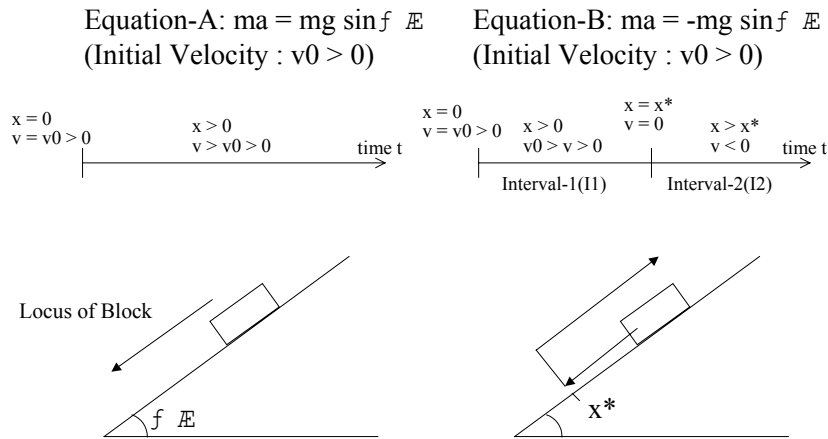 Equation-A: ma = mg sinƒ Æ
(Initial Velocity : v0 > 0)
Equation-B: ma = -mg sinƒ Æ
(Initial Velocity : v0 > 0)
x = 0
v = v0 > 0
x > 0
v > v0 > 0
time t
x = 0
v = v0 > 0
x > 0
v0 > v > 0
x = x*
v = 0
x > x*
v < 0
time t
Interval-1(I1)
Interval-2(I2)
Locus of Block
ƒ Æ
x*